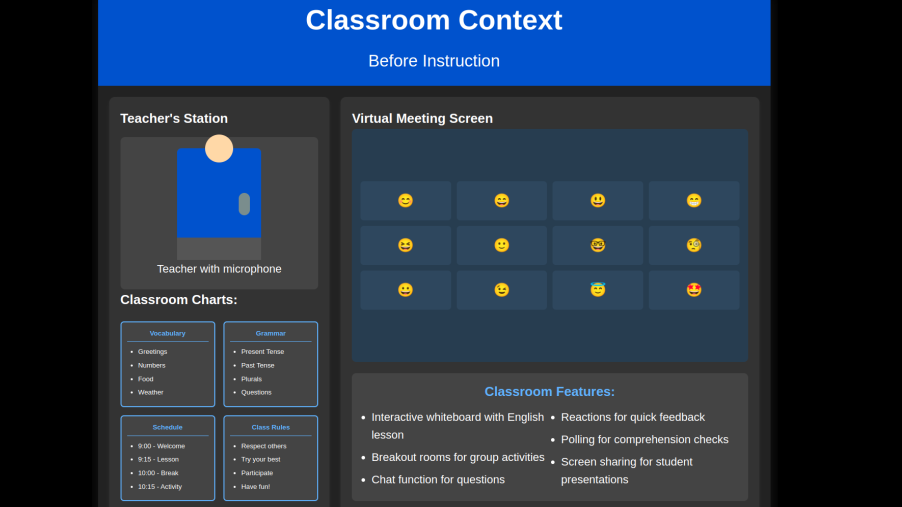 Classroom Context
Before Instruction
Teacher's Station
Teacher with microphone
Classroom Charts:
Vocabulary
• Greetings
• Numbers
• Food
• Weather
Grammar
• Present Tense
• Past Tense
• Plurals
• Questions
Schedule
• 9:00 - Welcome
• 9:15 - Lesson
• 10:00 - Break
• 10:15 - Activity
Class Rules
• Respect others
• Try your best
• Participate
• Have fun!
Virtual Meeting Screen
Classroom Features:
• Interactive whiteboard with English
lesson
• Breakout rooms for group activities
• Chat function for questions
• Reactions for quick feedback
• Polling for comprehension checks
• Screen sharing for student
presentations